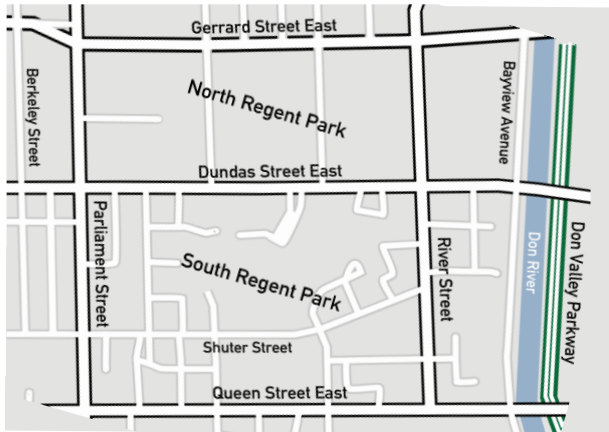 Gerrard Street East
Berkeley Street
North Regent Park
Bayview Avenue
Dundas Street East
Parliament Street
South Regent Park
River Street
Don River
Don Valley Parkway
Shuter Street
Queen Street East